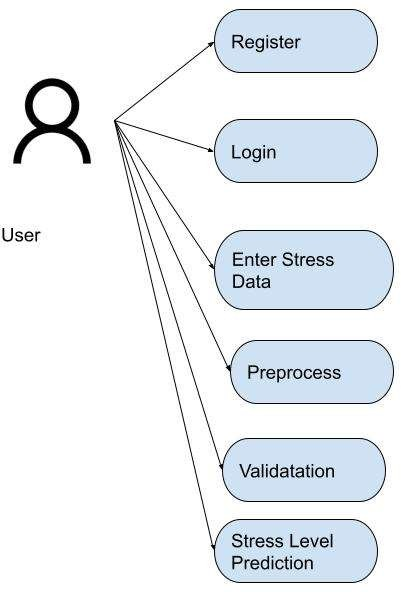 Register
Login
User
Enter Stress
Data
Preprocess
Validatation
Stress Level
Prediction